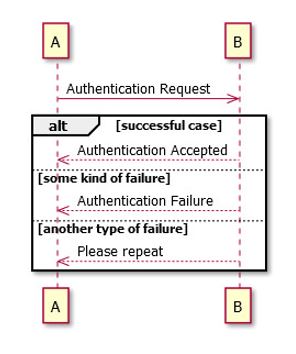 A B
Authentication Request
alt [successful case]
Authentication Accepted
[some kind of failure]
Authentication Failure
[another type of failure]
Please repeat
A B